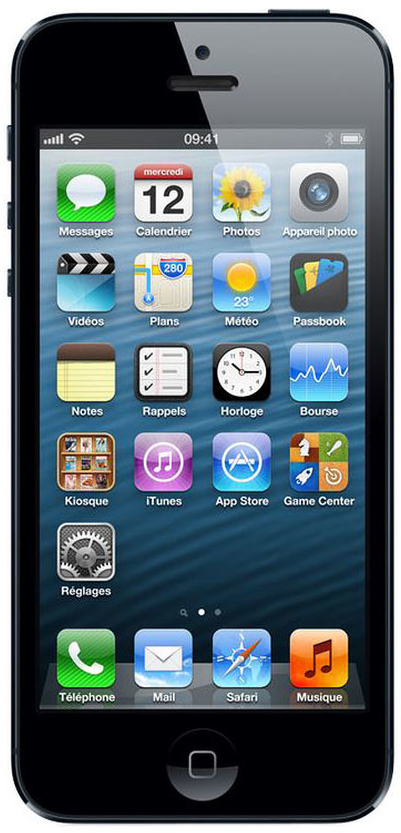 09:41
mercredi
12
280
23°
Messages Calendrier Photos Appareil photo
Vidéos Plans Météo Passbook
Notes Rappels Horloge Bourse
Kiosque iTunes App Store Game Center
Réglages
Téléphone Mail Safari Musique